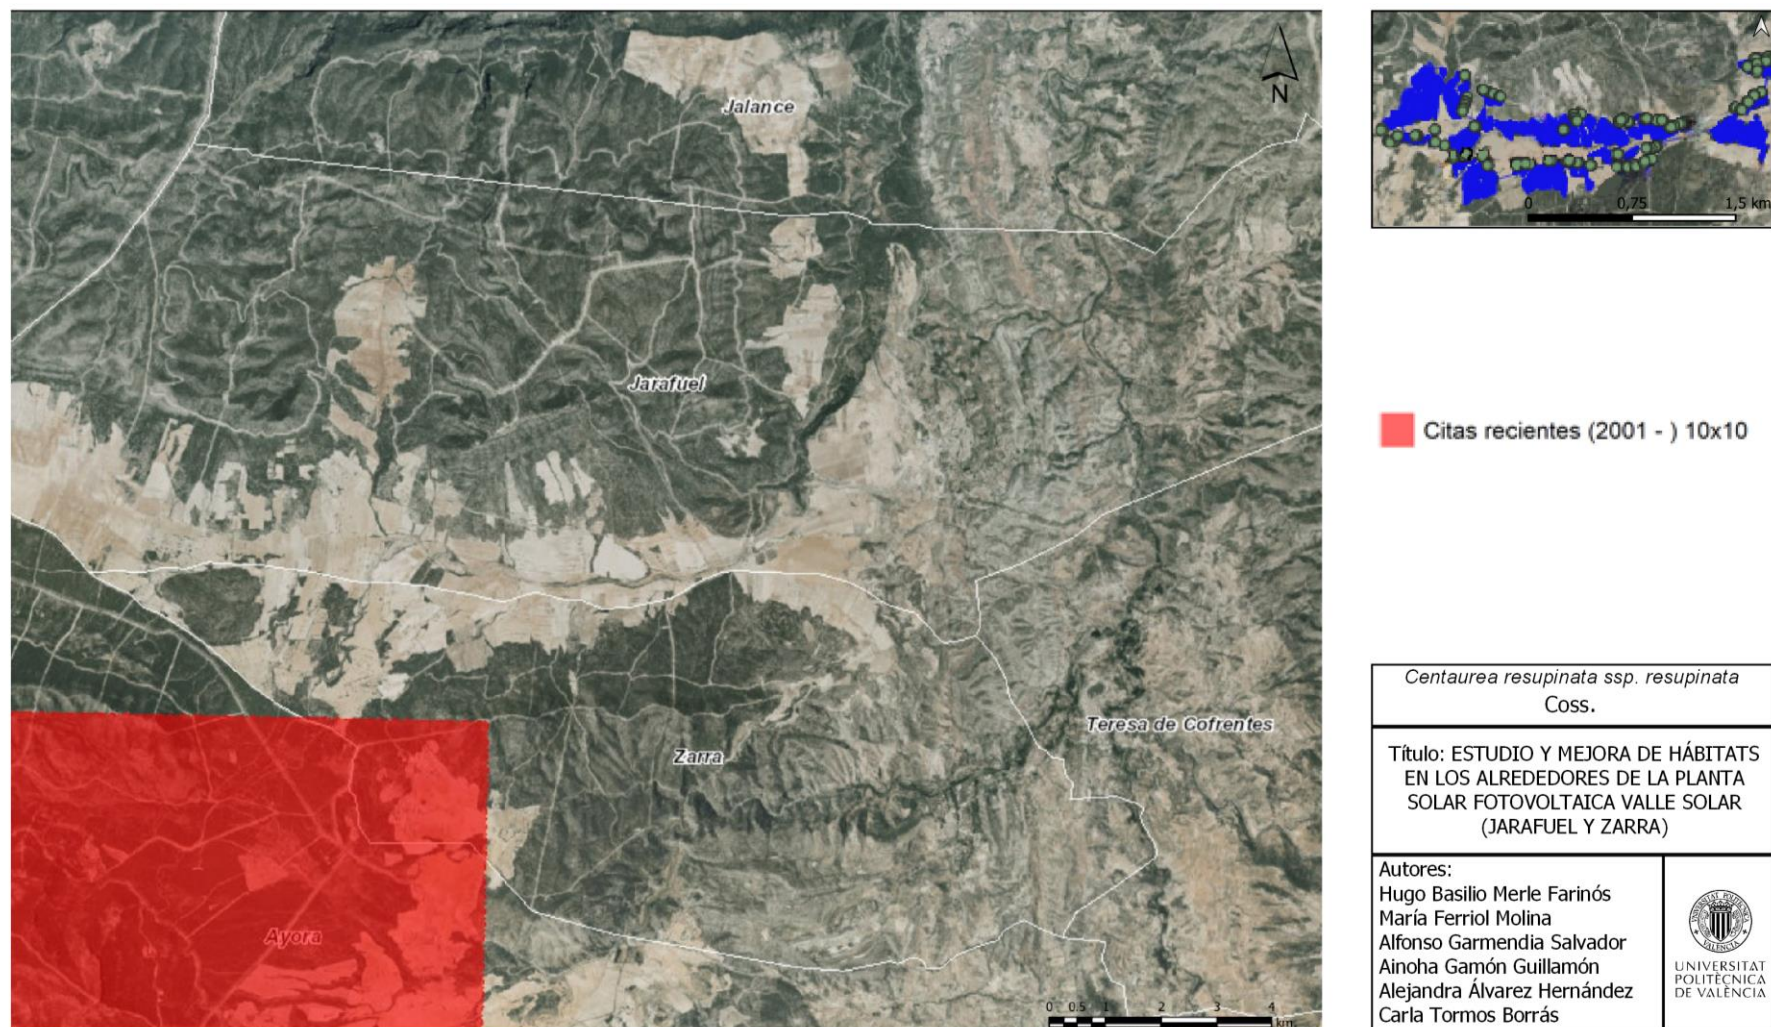 Jalance
N
Jarafuel
Zarra
Teresa de Cofrentes
Ayora
0 0.5 1 2 3 4
km.
0 0,75 1,5 km
Citas recientes (2001 - ) 10x10
Centaurea resupinata ssp. resupinata
Coss.
Título: ESTUDIO Y MEJORA DE HÁBITATS
EN LOS ALREDEDORES DE LA PLANTA
SOLAR FOTOVOLTAICA VALLE SOLAR
(JARAFUEL Y ZARRA)
Autores:
Hugo Basilio Merle Farinós
María Ferriol Molina
Alfonso Garmendia Salvador
Ainoha Gamón Guillamón
Alejandra Álvarez Hernández
Carla Tormos Borrás
UNIVERSITAT
POLITÈCNICA
DE VALÈNCIA